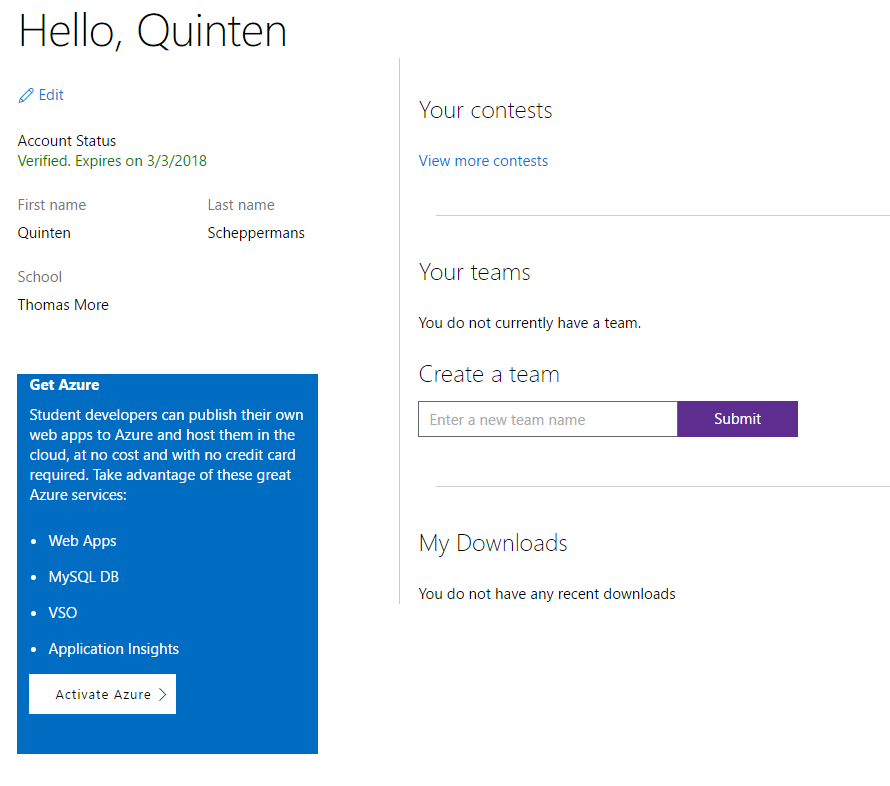 Hello, Quinten
Edit
Account Status
Verified. Expires on 3/3/2018
First name
Last name
Quinten
Scheppermans
School
Thomas More
Get Azure
Student developers can publish their own
web apps to Azure and host them in the
cloud, at no cost and with no credit card
required. Take advantage of these great
Azure services:
Web Apps
MySQL DB
VSO
Application Insights
Activate Azure
Your contests
View more contests
Your teams
You do not currently have a team.
Create a team
Enter a new team name
Submit
My Downloads
You do not have any recent downloads